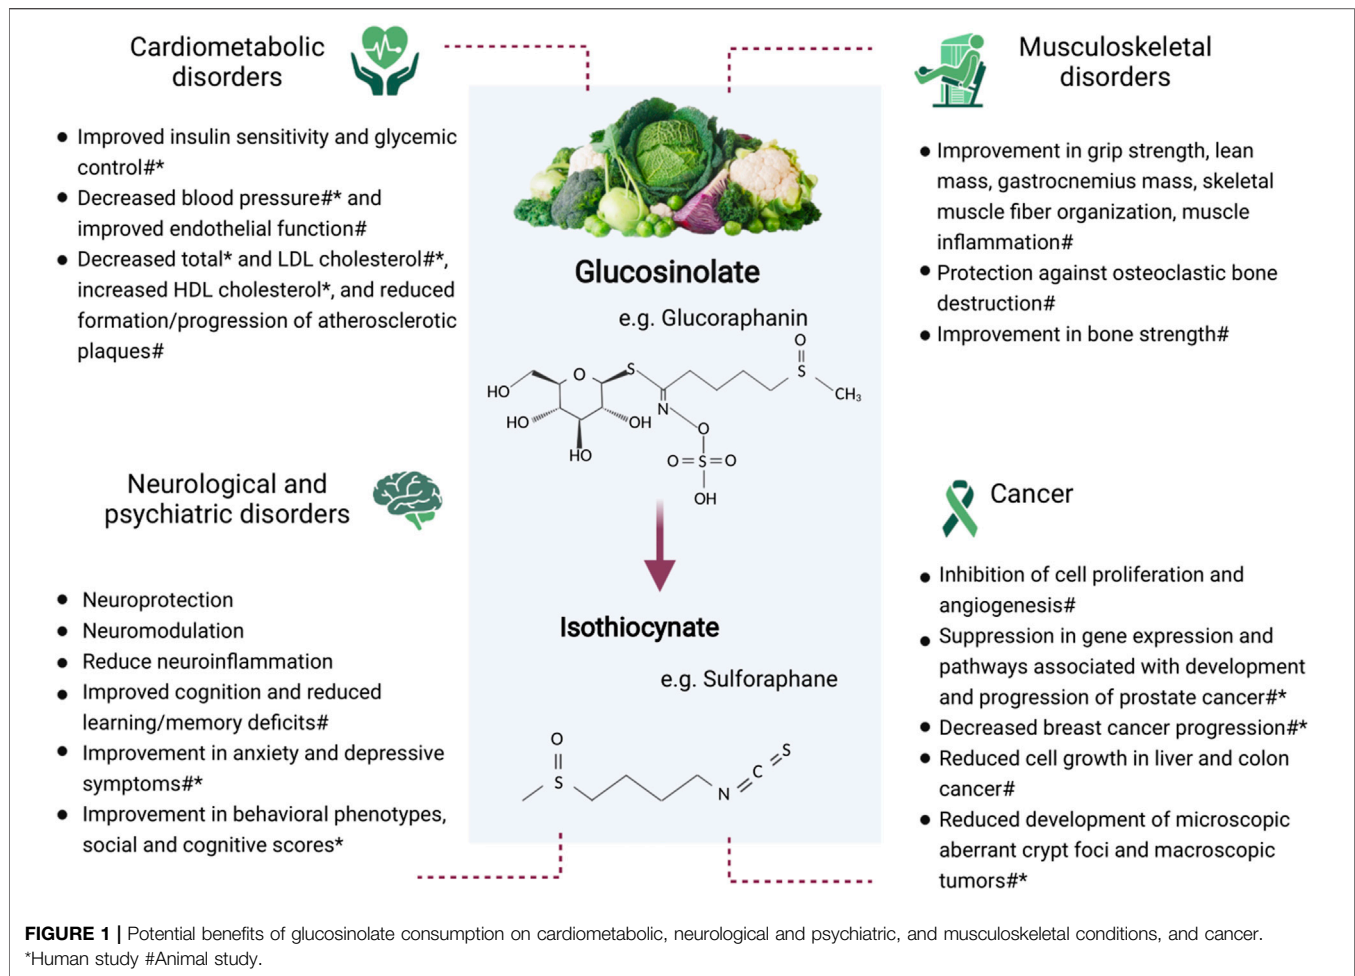 Cardiometabolic
disorders
● Improved insulin sensitivity and glycemic
control#*
● Decreased blood pressure#* and
improved endothelial function#
● Decreased total* and LDL cholesterol#*,
increased HDL cholesterol*, and reduced
formation/progression of atherosclerotic
plaques#
Musculoskeletal
disorders
● Improvement in grip strength, lean
mass, gastrocnemius mass, skeletal
muscle fiber organization, muscle
inflammation#
● Protection against osteoclastic bone
destruction#
● Improvement in bone strength#
Glucosinolate
e.g. Glucoraphanin
O
S
CH₃
O
S
N
HO
HO
OH
HO
O
O=S=O
OH
Isothiocynate
e.g. Sulforaphane
O
S
N
C
S
Neurological and
psychiatric disorders
● Neuroprotection
● Neuromodulation
● Reduce neuroinflammation
● Improved cognition and reduced
learning/memory deficits#
● Improvement in anxiety and depressive
symptoms#*
● Improvement in behavioral phenotypes,
social and cognitive scores*
Cancer
● Inhibition of cell proliferation and
angiogenesis#
● Suppression in gene expression and
pathways associated with development
and progression of prostate cancer#*
● Decreased breast cancer progression#*
● Reduced cell growth in liver and colon
cancer#
● Reduced development of microscopic
aberrant crypt foci and macroscopic
tumors#*
FIGURE 1 | Potential benefits of glucosinolate consumption on cardiometabolic, neurological and psychiatric, and musculoskeletal conditions, and cancer.
*Human study #Animal study.